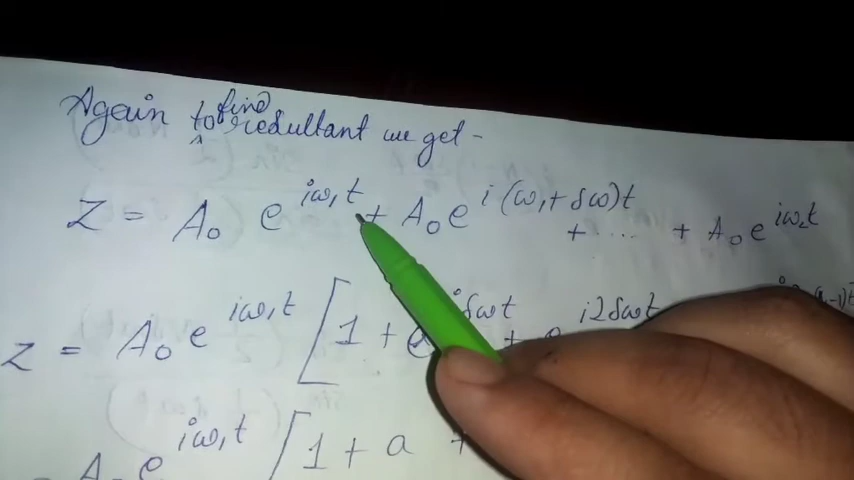 Again to find resultant we get -
Z = A₀ e^{iω₁t} + A₀ e^{i(ω₁+δω)t} + ..... + A₀ e^{iω₂t}
Z = A₀ e^{iω₁t} [ 1 + e^{iδωt} + e^{i2δωt}
= A₀ e^{iω₁t} [ 1 + a +